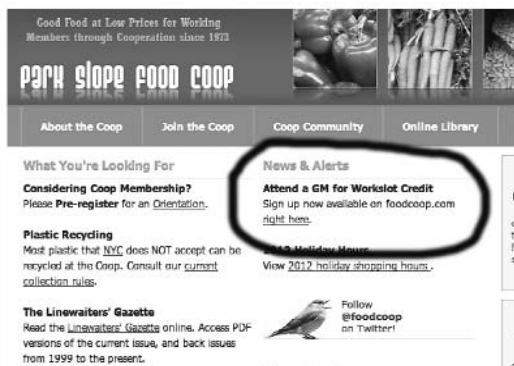 Good Food at Low Prices for Working
Members through Cooperation since 1973
PARK SLOPE FOOD COOP
About the Coop
Join the Coop
Coop Community
Online Library
What You're Looking For
Considering Coop Membership?
Please Pre-register for an Orientation.
Plastic Recycling
Most plastic that NYC does NOT accept can be
recycled at the Coop. Consult our current
collection rules.
The Linewaiters' Gazette
Read the Linewaiters' Gazette online. Access PDF
versions of the current issue, and back issues
from 1999 to the present.
News & Alerts
Attend a GM for Workslot Credit
Sign up now available on foodcoop.com
right here.
2012 Holiday Hours
View 2012 holiday shopping hours .
Follow
@foodcoop
on Twitter!